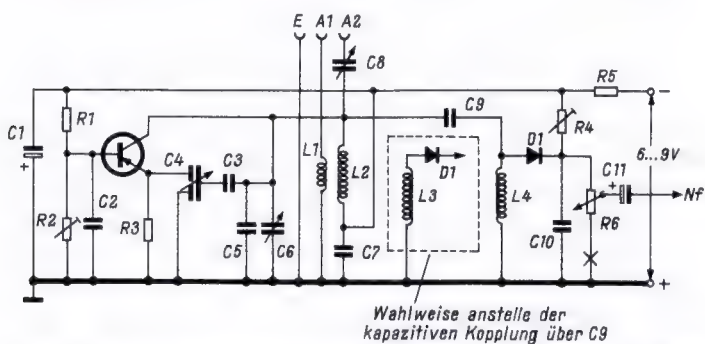 E A1 A2
C8
R5
–
C1
+
R1
C4
C3
L1
L2
C9
D1
R4
6...9V
C11
+
Nf
R2
C2
R3
C5
C6
C7
L3
D1
L4
C10
R6
+
Wahlweise anstelle der
kapazitiven Kopplung über C9